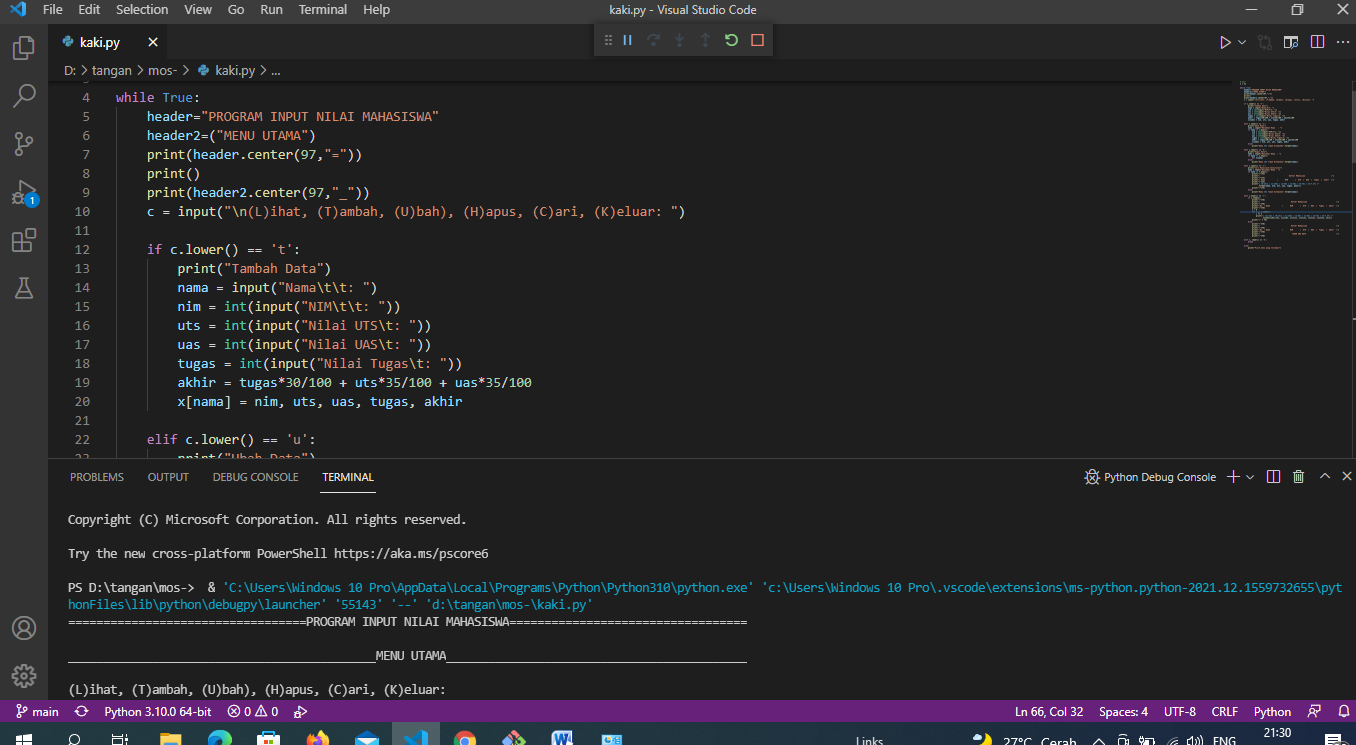 File Edit Selection View Go Run Terminal Help kaki.py - Visual Studio Code
kaki.py
D: > tangan > mos- > kaki.py > ...
4 while True:
5 header="PROGRAM INPUT NILAI MAHASISWA"
6 header2=("MENU UTAMA")
7 print(header.center(97,"="))
8 print()
9 print(header2.center(97,"_"))
10 c = input("\n(L)ihat, (T)ambah, (U)bah), (H)apus, (C)ari, (K)eluar: ")
11
12 if c.lower() == 't':
13 print("Tambah Data")
14 nama = input("Nama\t\t: ")
15 nim = int(input("NIM\t\t: "))
16 uts = int(input("Nilai UTS\t: "))
17 uas = int(input("Nilai UAS\t: "))
18 tugas = int(input("Nilai Tugas\t: "))
19 akhir = tugas*30/100 + uts*35/100 + uas*35/100
20 x[nama] = nim, uts, uas, tugas, akhir
21
22 elif c.lower() == 'u':
23 print("Ubah Data")
1
PROBLEMS OUTPUT DEBUG CONSOLE TERMINAL Python Debug Console
Copyright (C) Microsoft Corporation. All rights reserved.
Try the new cross-platform PowerShell https://aka.ms/pscore6
PS D:\tangan\mos-> & 'C:\Users\Windows 10 Pro\AppData\Local\Programs\Python\Python310\python.exe' 'c:\Users\Windows 10 Pro\.vscode\extensions\ms-python.python-2021.12.1559732655\pyt
honFiles\lib\python\debugpy\launcher' '55143' '--' 'd:\tangan\mos-\kaki.py'
==================================PROGRAM INPUT NILAI MAHASISWA==================================
____________________________________________MENU UTAMA___________________________________________
(L)ihat, (T)ambah, (U)bah), (H)apus, (C)ari, (K)eluar:
main Python 3.10.0 64-bit 0 0 Ln 66, Col 32 Spaces: 4 UTF-8 CRLF Python
Links 27°C Cerah ENG 21:30